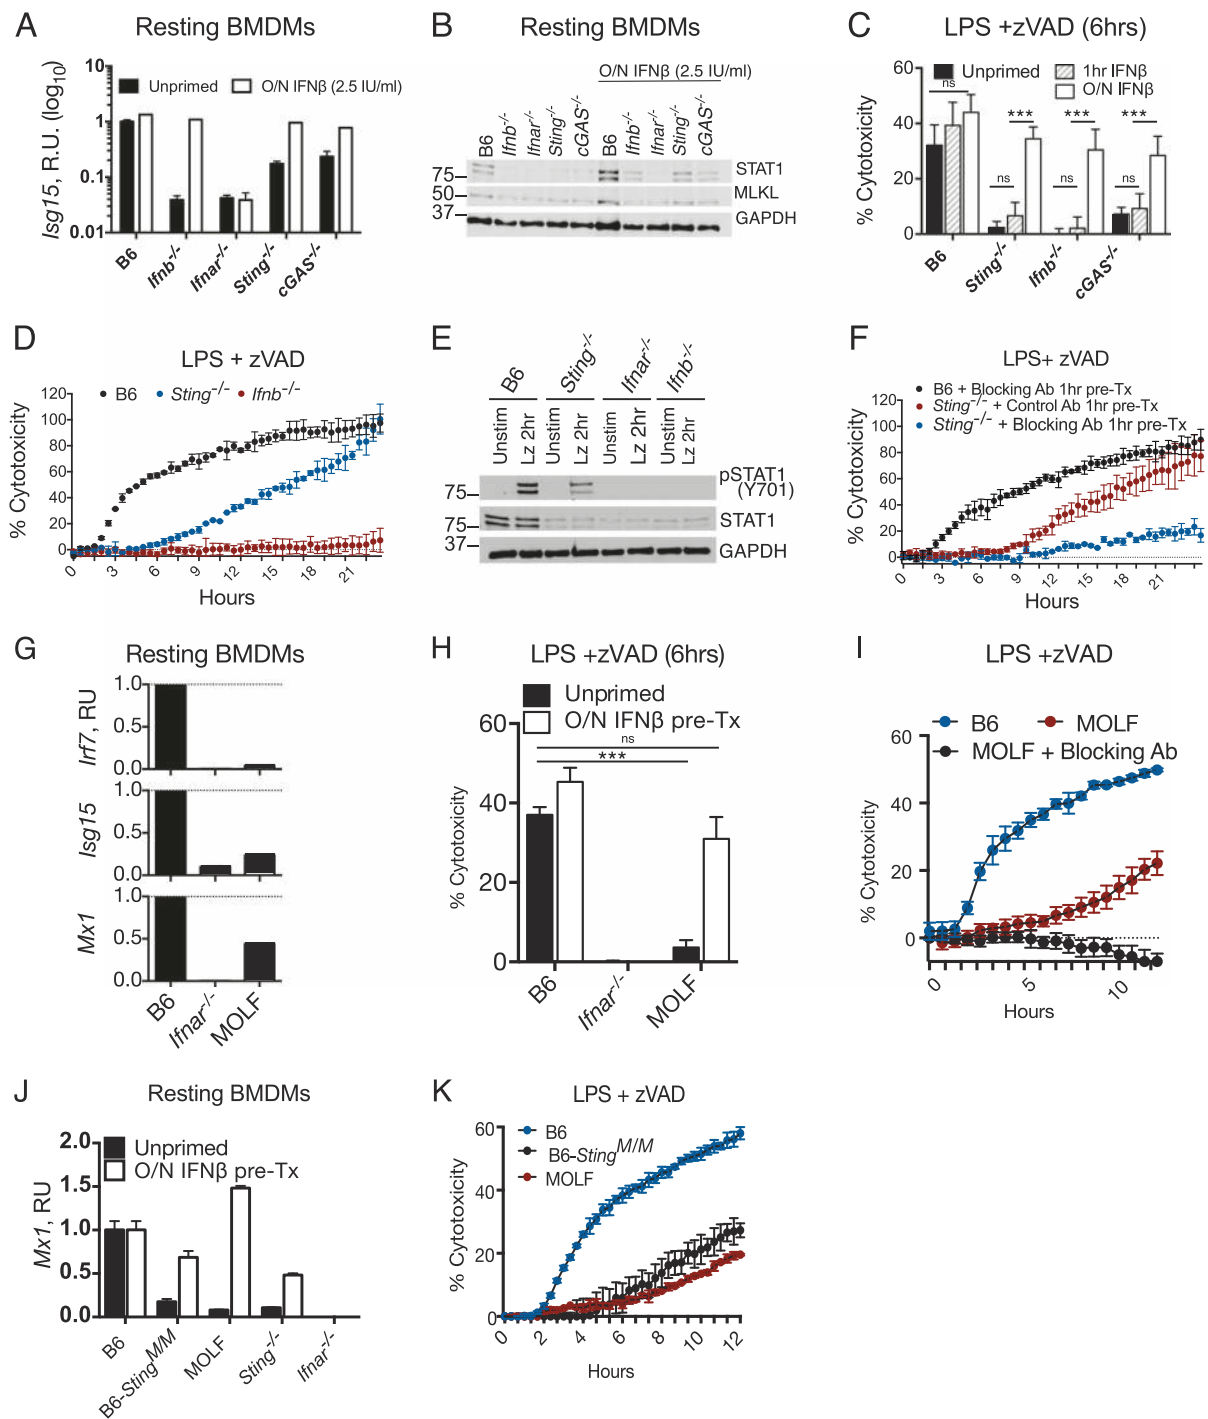 A Resting BMDMs
Isg15, R.U. (log10)
10
1
0.1
0.01
Unprimed
O/N IFNβ (2.5 IU/ml)
B6
Ifnb-/-
Ifnar-/-
Sting-/-
cGAS-/-
B Resting BMDMs
O/N IFNβ (2.5 IU/ml)
B6
Ifnb-/-
Ifnar-/-
Sting-/-
cGAS-/-
B6
Ifnb-/-
Ifnar-/-
Sting-/-
cGAS-/-
75
50
37
STAT1
MLKL
GAPDH
C LPS +zVAD (6hrs)
% Cytotoxicity
60
40
20
0
Unprimed
1hr IFNβ
O/N IFNβ
ns
***
***
***
ns
ns
ns
B6
Sting-/-
Ifnb-/-
cGAS-/-
D LPS + zVAD
B6
Sting-/-
Ifnb-/-
% Cytotoxicity
120
100
80
60
40
20
0
0 3 6 9 12 15 18 21
Hours
E
B6
Sting-/-
Ifnar-/-
Ifnb-/-
Unstim
Lz 2hr
Unstim
Lz 2hr
Unstim
Lz 2hr
Unstim
Lz 2hr
75
75
37
pSTAT1
(Y701)
STAT1
GAPDH
F LPS+ zVAD
B6 + Blocking Ab 1hr pre-Tx
Sting-/- + Control Ab 1hr pre-Tx
Sting-/- + Blocking Ab 1hr pre-Tx
% Cytotoxicity
120
100
80
60
40
20
0
0 3 6 9 12 15 18 21
Hours
G Resting BMDMs
Irf7, RU
1.0
0.5
0.0
Isg15
1.0
0.5
0.0
Mx1
1.0
0.5
0.0
B6
Ifnar-/-
MOLF
H LPS +zVAD (6hrs)
Unprimed
O/N IFNβ pre-Tx
% Cytotoxicity
60
40
20
0
ns
***
B6
Ifnar-/-
MOLF
I LPS +zVAD
B6
MOLF
MOLF + Blocking Ab
% Cytotoxicity
60
40
20
0
0 5 10
Hours
J Resting BMDMs
Unprimed
O/N IFNβ pre-Tx
Mx1, RU
2.0
1.5
1.0
0.5
0.0
B6
B6-StingM/M
MOLF
Sting-/-
Ifnar-/-
K LPS + zVAD
B6
B6-StingM/M
MOLF
% Cytotoxicity
60
40
20
0
0 2 4 6 8 10 12
Hours